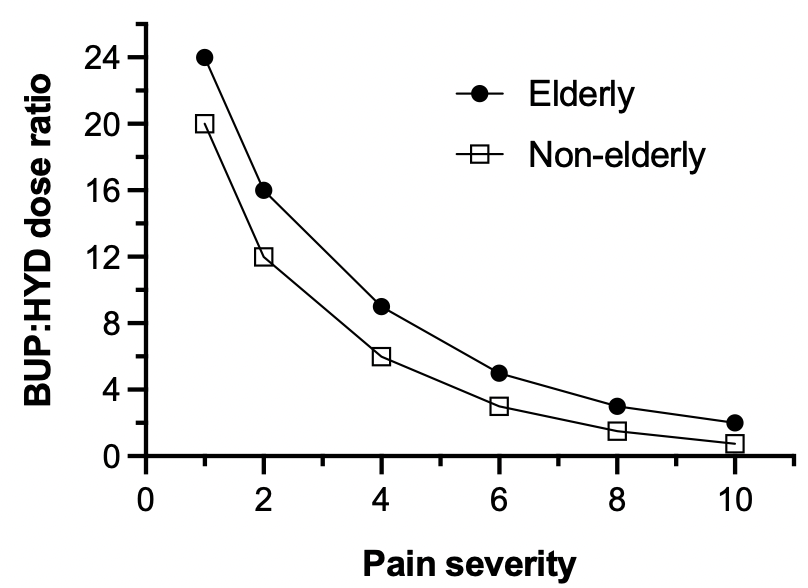 BUP:HYD dose ratio
24
20
16
12
8
4
0
0 2 4 6 8 10
Pain severity
Elderly
Non-elderly